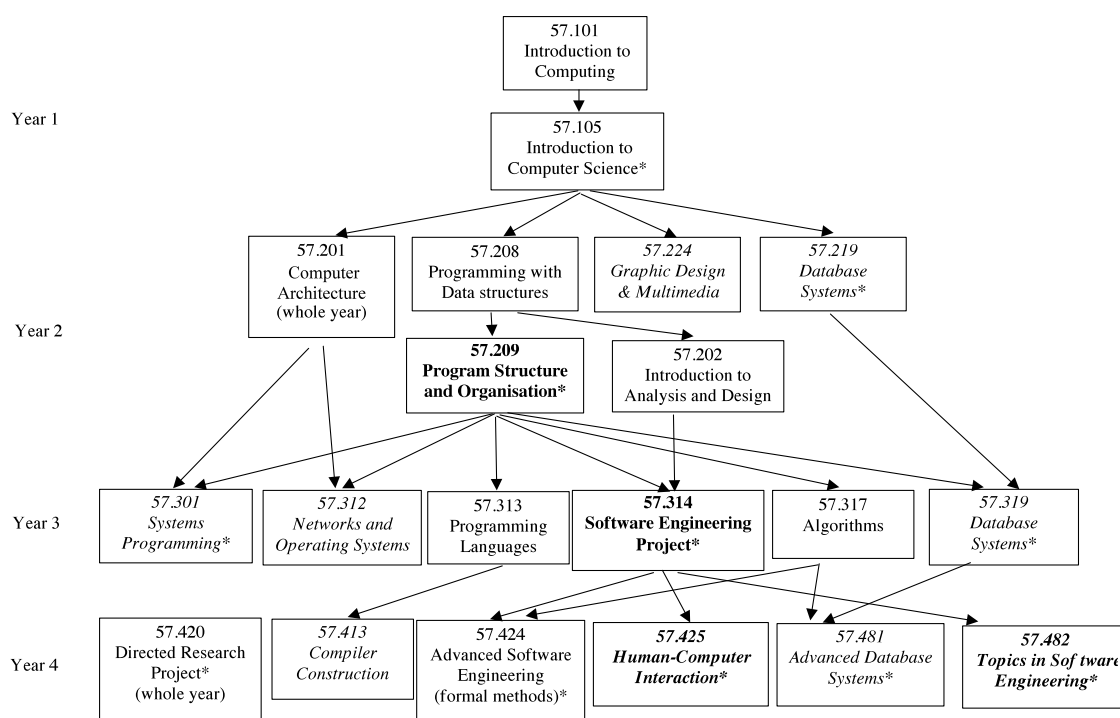 57.101
Introduction to
Computing
Year 1
57.105
Introduction to
Computer Science*
57.201
Computer
Architecture
(whole year)
57.208
Programming with
Data structures
57.224
Graphic Design
& Multimedia
57.219
Database
Systems*
Year 2
57.209
Program Structure
and Organisation*
57.202
Introduction to
Analysis and Design
Year 3
57.301
Systems
Programming*
57.312
Networks and
Operating Systems
57.313
Programming
Languages
57.314
Software Engineering
Project*
57.317
Algorithms
57.319
Database
Systems*
Year 4
57.420
Directed Research
Project*
(whole year)
57.413
Compiler
Construction
57.424
Advanced Software
Engineering
(formal methods)*
57.425
Human-Computer
Interaction*
57.481
Advanced Database
Systems*
57.482
Topics in Sof tware
Engineering*